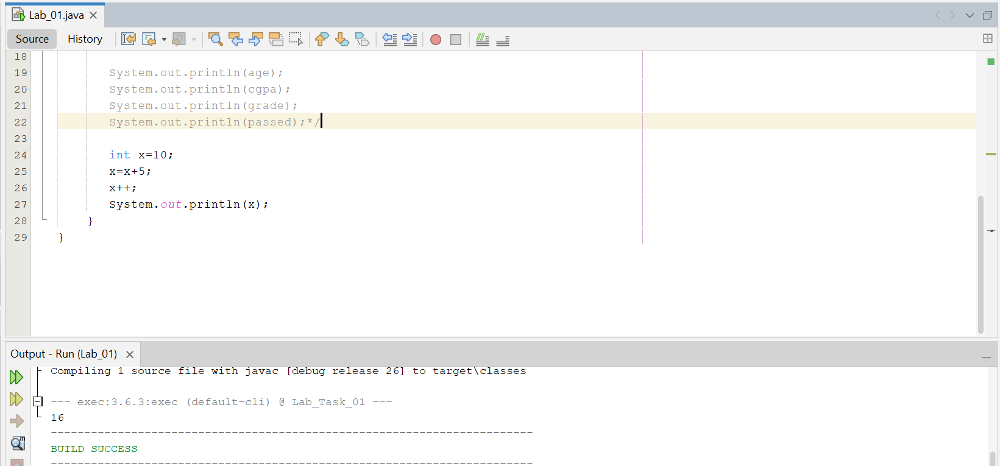 Lab_01.java
Source History
18
19 System.out.println(age);
20 System.out.println(cgpa);
21 System.out.println(grade);
22 System.out.println(passed);*/
23
24 int x=10;
25 x=x+5;
26 x++;
27 System.out.println(x);
28 }
29 }
Output - Run (Lab_01)
Compiling 1 source file with javac [debug release 26] to target\classes
--- exec:3.6.3:exec (default-cli) @ Lab_Task_01 ---
16
------------------------------------------------------------------------
BUILD SUCCESS
------------------------------------------------------------------------